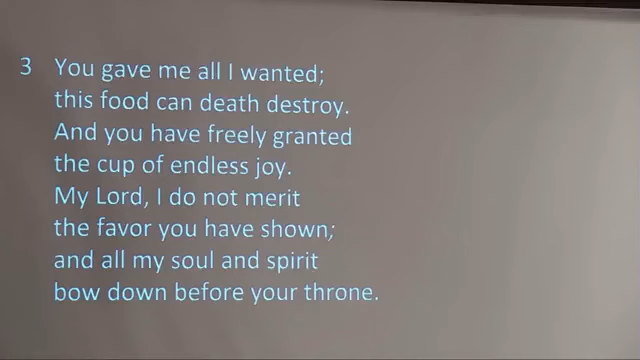 3 You gave me all I wanted;
this food can death destroy.
And you have freely granted
the cup of endless joy.
My Lord, I do not merit
the favor you have shown;
and all my soul and spirit
bow down before your throne.